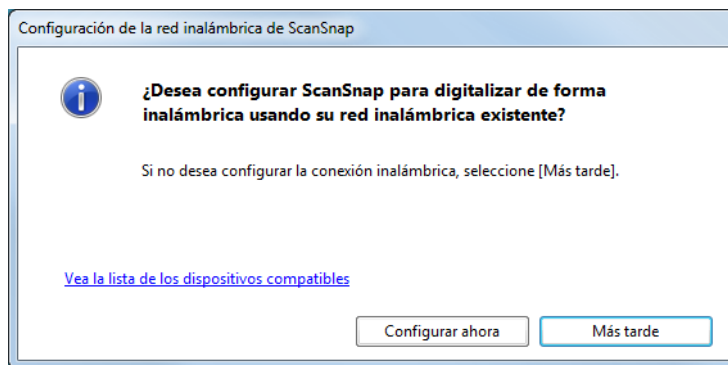 Configuración de la red inalámbrica de ScanSnap
¿Desea configurar ScanSnap para digitalizar de forma
inalámbrica usando su red inalámbrica existente?
Si no desea configurar la conexión inalámbrica, seleccione [Más tarde].
Vea la lista de los dispositivos compatibles
Configurar ahora
Más tarde